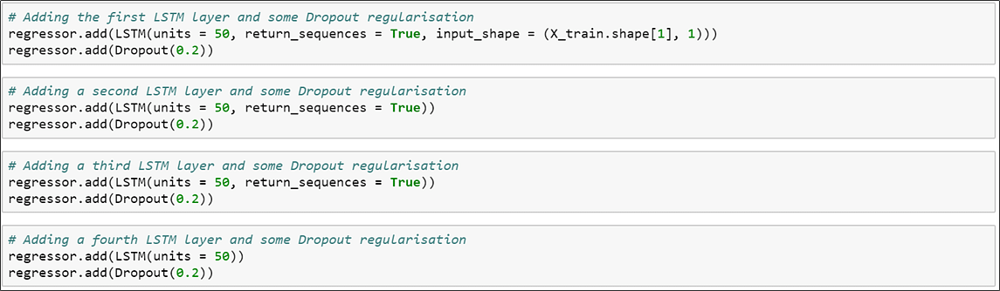 # Adding the first LSTM layer and some Dropout regularisation
regressor.add(LSTM(units = 50, return_sequences = True, input_shape = (X_train.shape[1], 1)))
regressor.add(Dropout(0.2))
# Adding a second LSTM layer and some Dropout regularisation
regressor.add(LSTM(units = 50, return_sequences = True))
regressor.add(Dropout(0.2))
# Adding a third LSTM layer and some Dropout regularisation
regressor.add(LSTM(units = 50, return_sequences = True))
regressor.add(Dropout(0.2))
# Adding a fourth LSTM layer and some Dropout regularisation
regressor.add(LSTM(units = 50))
regressor.add(Dropout(0.2))